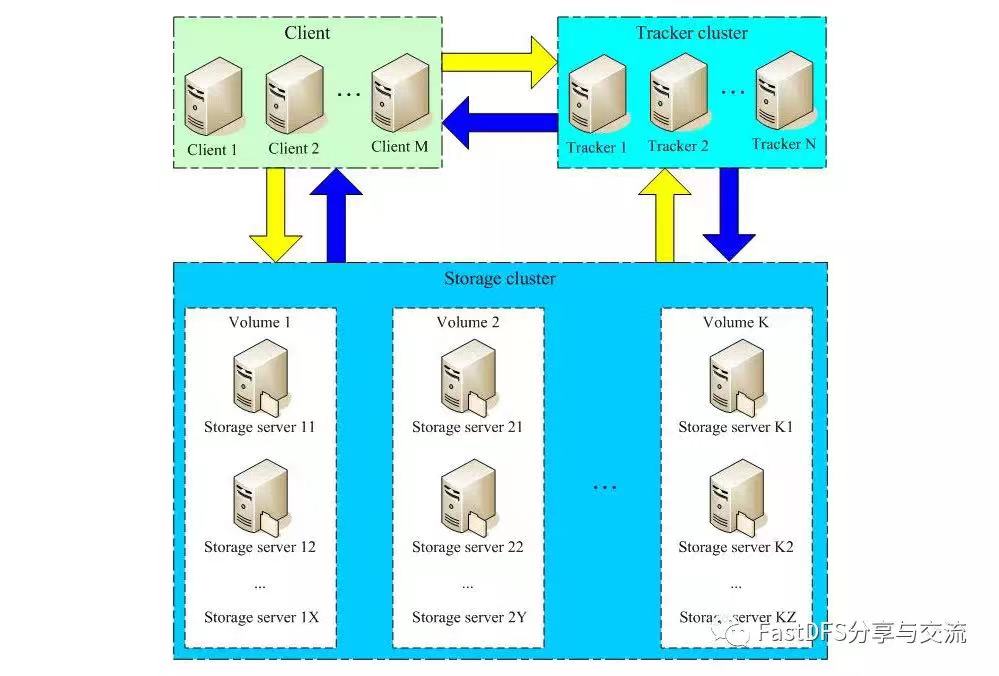 Client
Tracker cluster
...
...
Client 1
Client 2
Client M
Tracker 1
Tracker 2
Tracker N
Storage cluster
Volume 1
Volume 2
Volume K
Storage server 11
Storage server 21
Storage server K1
...
Storage server 12
Storage server 22
Storage server K2
...
...
...
Storage server 1X
Storage server 2Y
Storage server KZ
FastDFS分享与交流